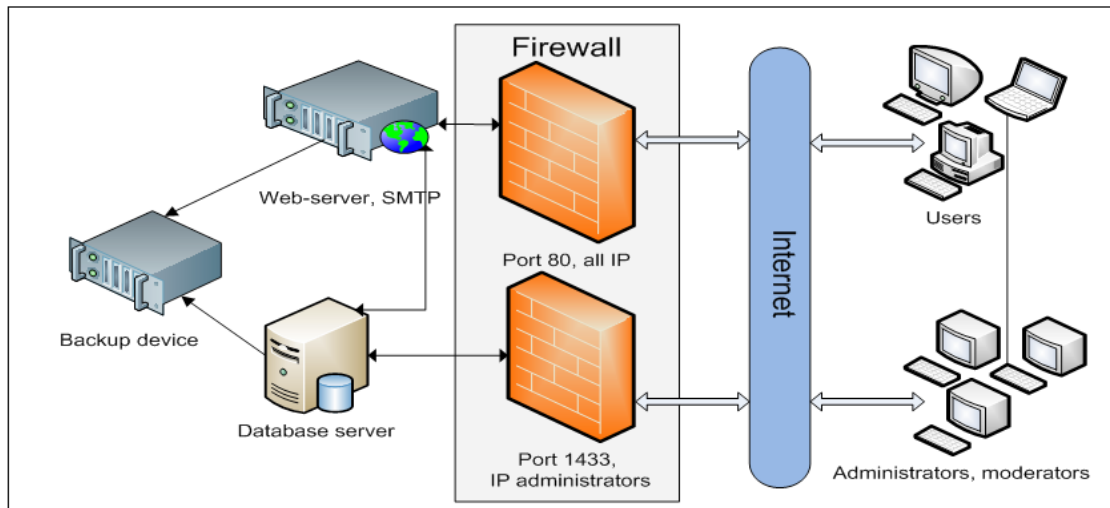 Firewall
Web-server, SMTP
Port 80, all IP
Internet
Users
Backup device
Database server
Port 1433,
IP administrators
Administrators, moderators